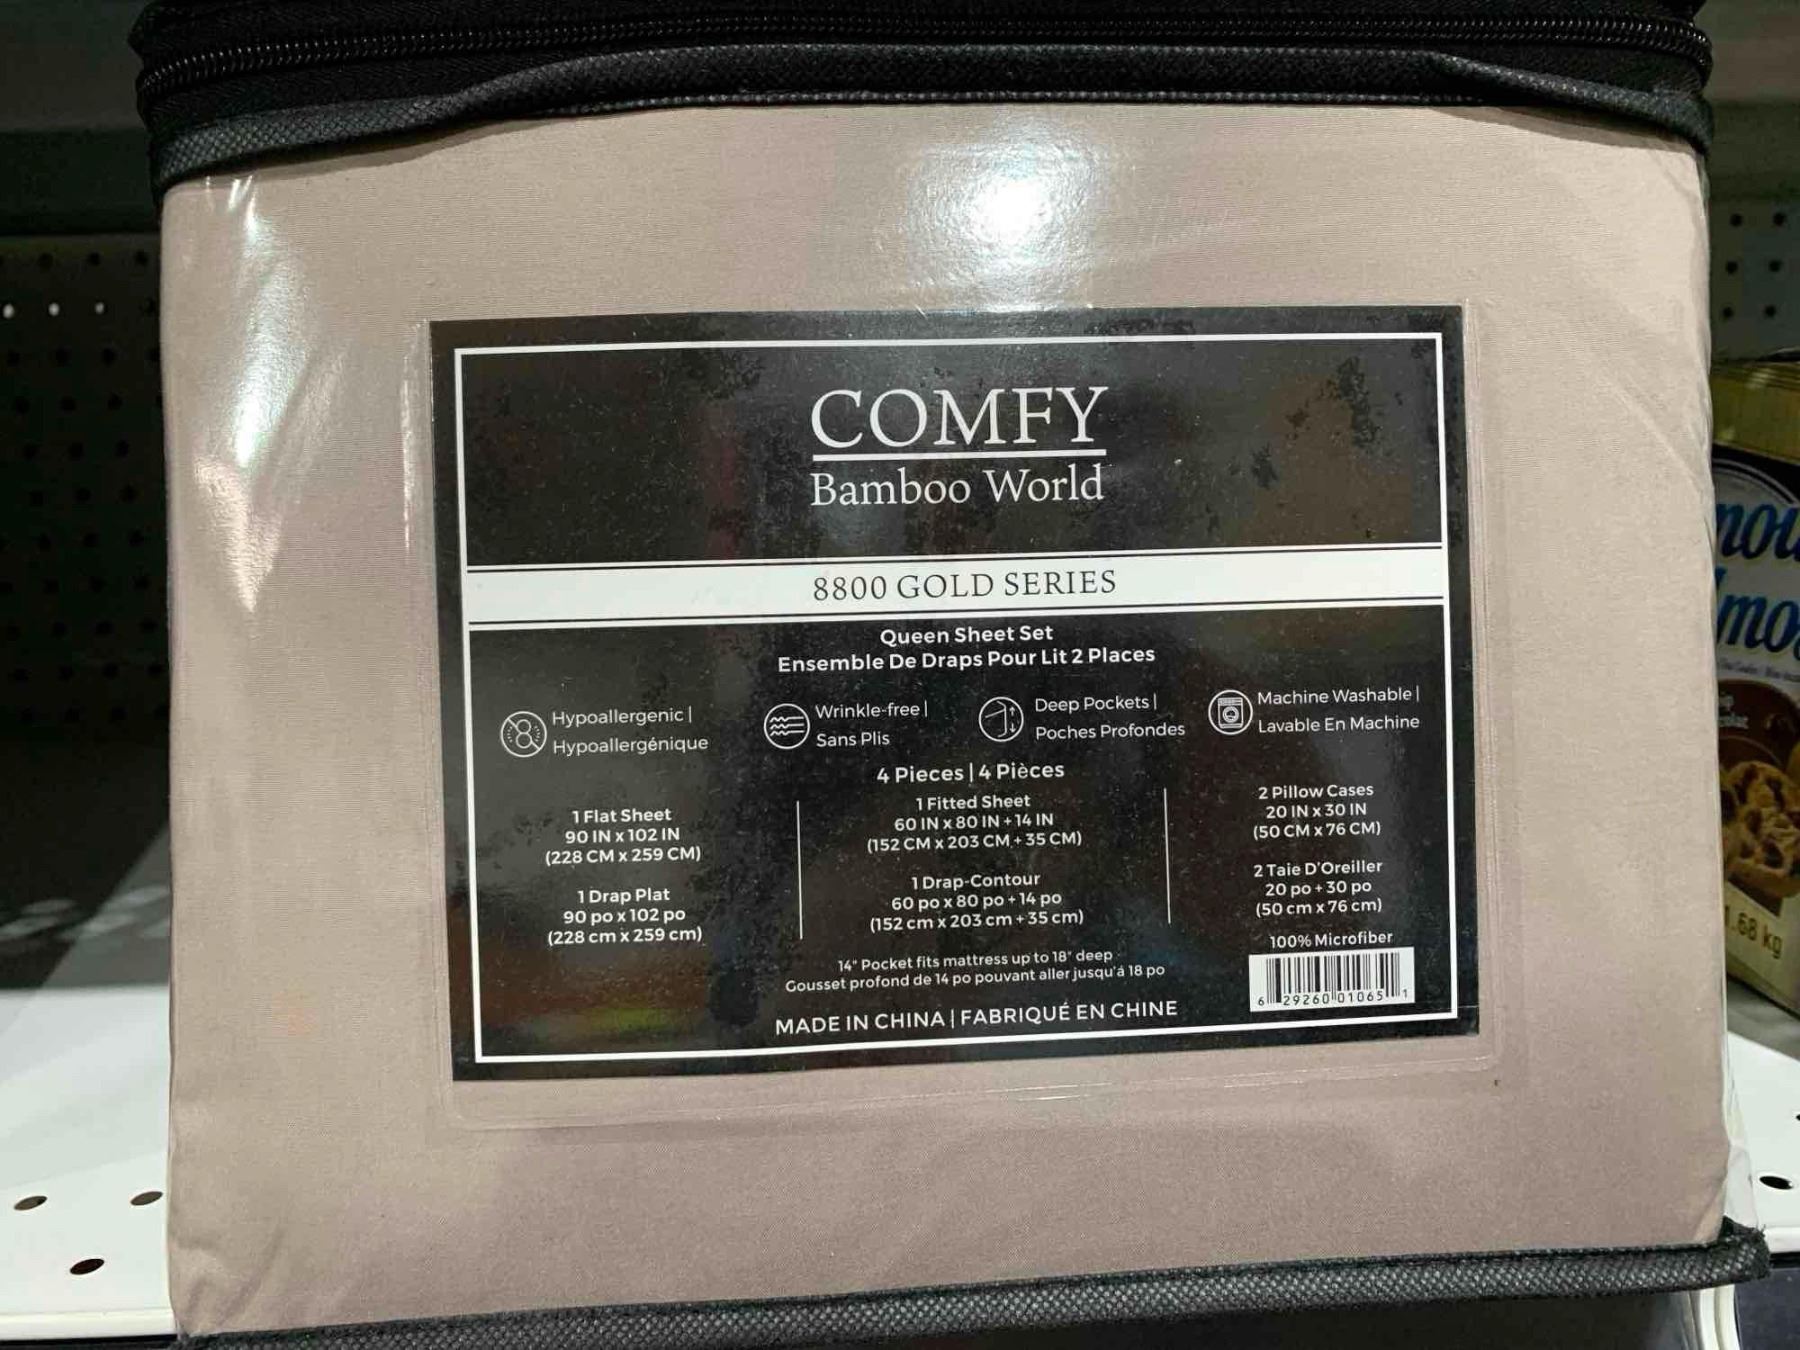 COMFY
Bamboo World
8800 GOLD SERIES
Queen Sheet Set
Ensemble De Draps Pour Lit 2 Places
Hypoallergenic |
Hypoallergénique
Wrinkle-free |
Sans Plis
Deep Pockets |
Poches Profondes
Machine Washable |
Lavable En Machine
4 Pieces | 4 Pièces
1 Flat Sheet
90 IN x 102 IN
(228 CM x 259 CM)
1 Drap Plat
90 po x 102 po
(228 cm x 259 cm)
1 Fitted Sheet
60 IN x 80 IN + 14 IN
(152 CM x 203 CM + 35 CM)
1 Drap-Contour
60 po x 80 po + 14 po
(152 cm x 203 cm + 35 cm)
2 Pillow Cases
20 IN x 30 IN
(50 CM x 76 CM)
2 Taie D'Oreiller
20 po + 30 po
(50 cm x 76 cm)
14" Pocket fits mattress up to 18" deep
Gousset profond de 14 po pouvant aller jusqu'à 18 po
MADE IN CHINA | FABRIQUÉ EN CHINE
100% Microfiber
6 29260 01065 1
1.68 kg